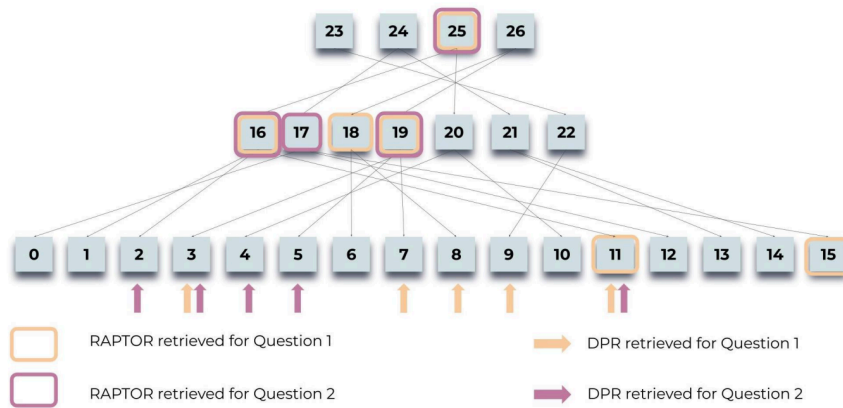 23 24 25 26
16 17 18 19 20 21 22
0 1 2 3 4 5 6 7 8 9 10 11 12 13 14 15
RAPTOR retrieved for Question 1 DPR retrieved for Question 1
RAPTOR retrieved for Question 2 DPR retrieved for Question 2